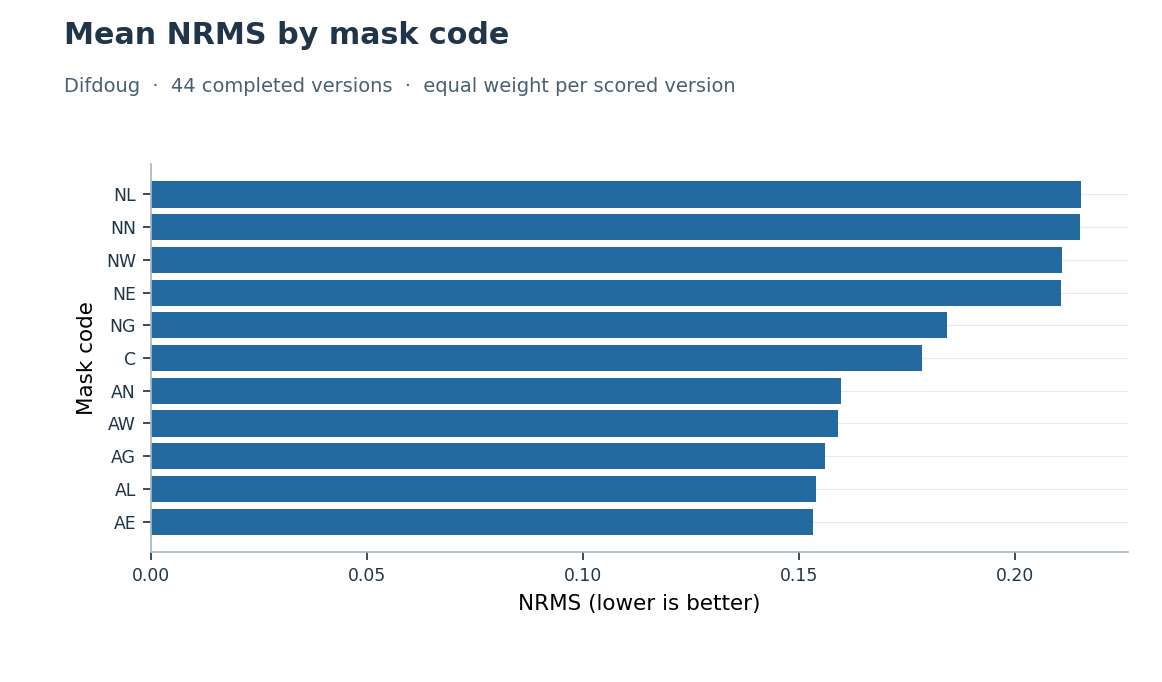 Mean NRMS by mask code
Difdoug · 44 completed versions · equal weight per scored version
Mask code
NL
NN
NW
NE
NG
C
AN
AW
AG
AL
AE
0.00 0.05 0.10 0.15 0.20
NRMS (lower is better)